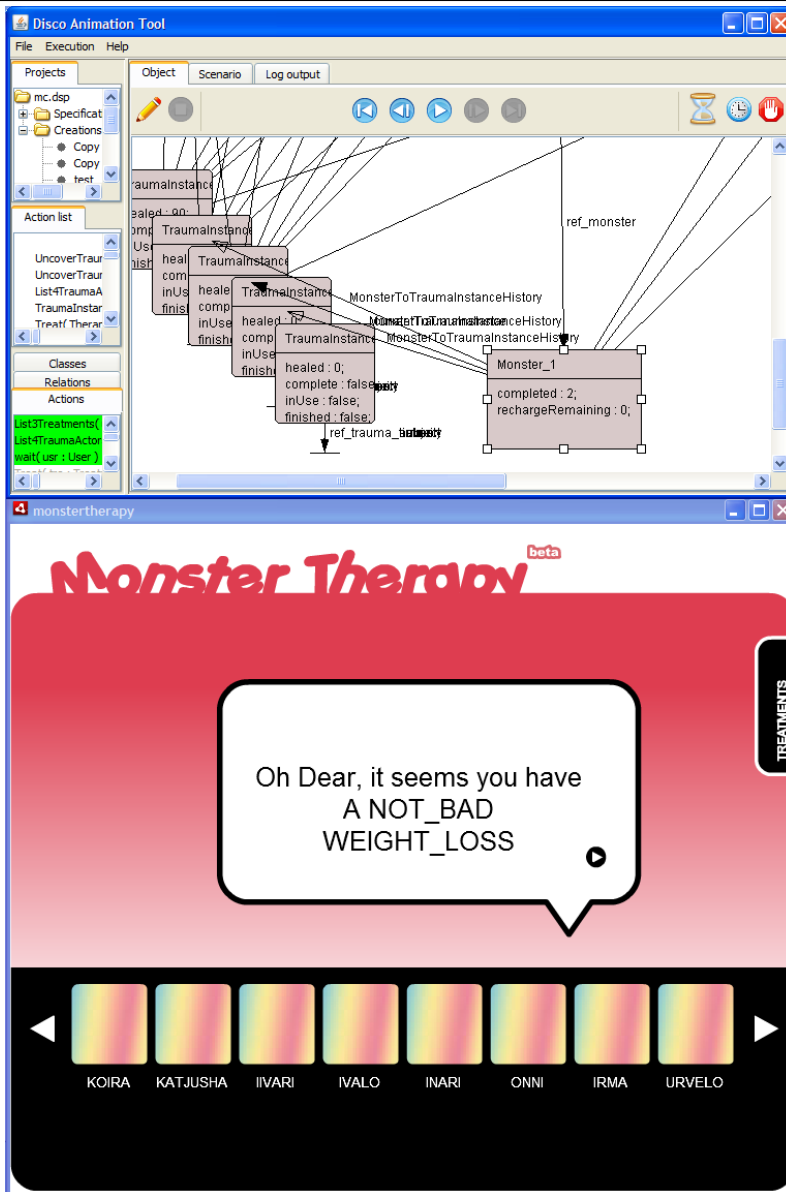 Disco Animation Tool
File Execution Help
Projects
mc.dsp
Specificat
Creations
Copy
Copy
test
Action list
UncoverTraur
UncoverTraur
List4TraumaA
TraumaInstar
Treat( Therar
Classes
Relations
Actions
List3Treatments(
List4TraumaActor
wait( usr : User )
Object Scenario Log output
raumaInstance
ealed : 90;
TraumaInstance
TraumaInstance
TraumaInstance
healed : 0;
TraumaInstance
healed : 0;
complete : false;
inUse : false;
finished : false;
MonsterToTraumaInstanceHistory
MonsterToTraumaInstanceHistory
ref_monster
Monster_1
completed : 2;
rechargeRemaining : 0;
monstertherapy
Monster Therapy beta
TREATMENTS
Oh Dear, it seems you have
A NOT_BAD
WEIGHT_LOSS
KOIRA KATJUSHA IIVARI IVALO INARI ONNI IRMA URVELO